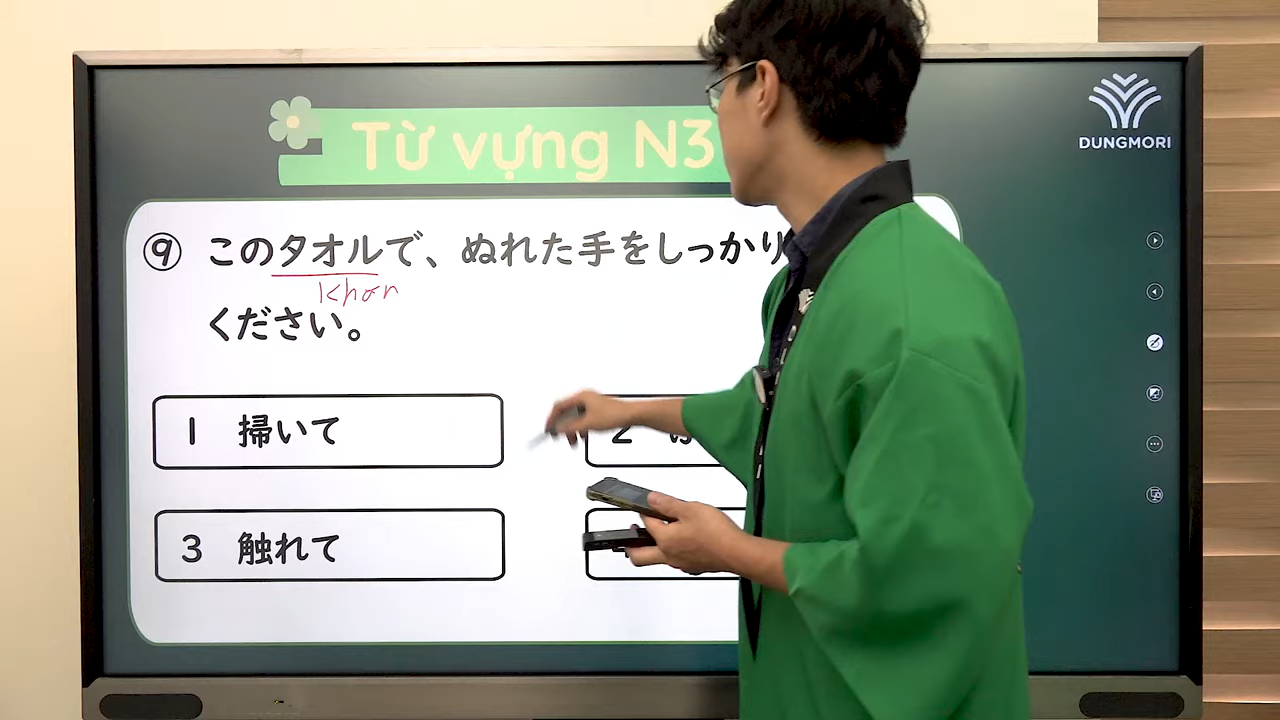 Từ vựng N3
DUNGMORI
⑨ このタオルで、ぬれた手をしっかり
khăn
ください。
1 掃いて
2
3 触れて